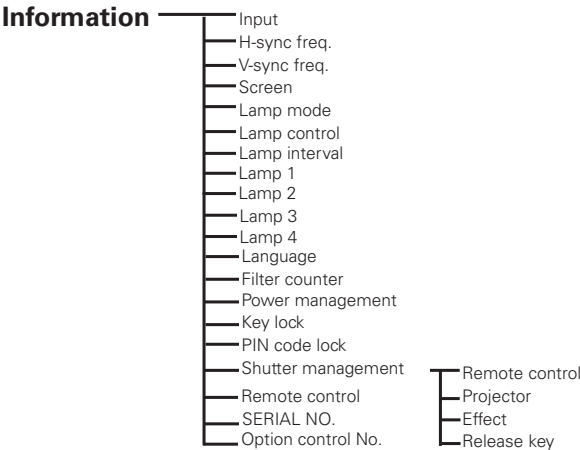 Information
Input
H-sync freq.
V-sync freq.
Screen
Lamp mode
Lamp control
Lamp interval
Lamp 1
Lamp 2
Lamp 3
Lamp 4
Language
Filter counter
Power management
Key lock
PIN code lock
Shutter management
Remote control
SERIAL NO.
Option control No.
Remote control
Projector
Effect
Release key